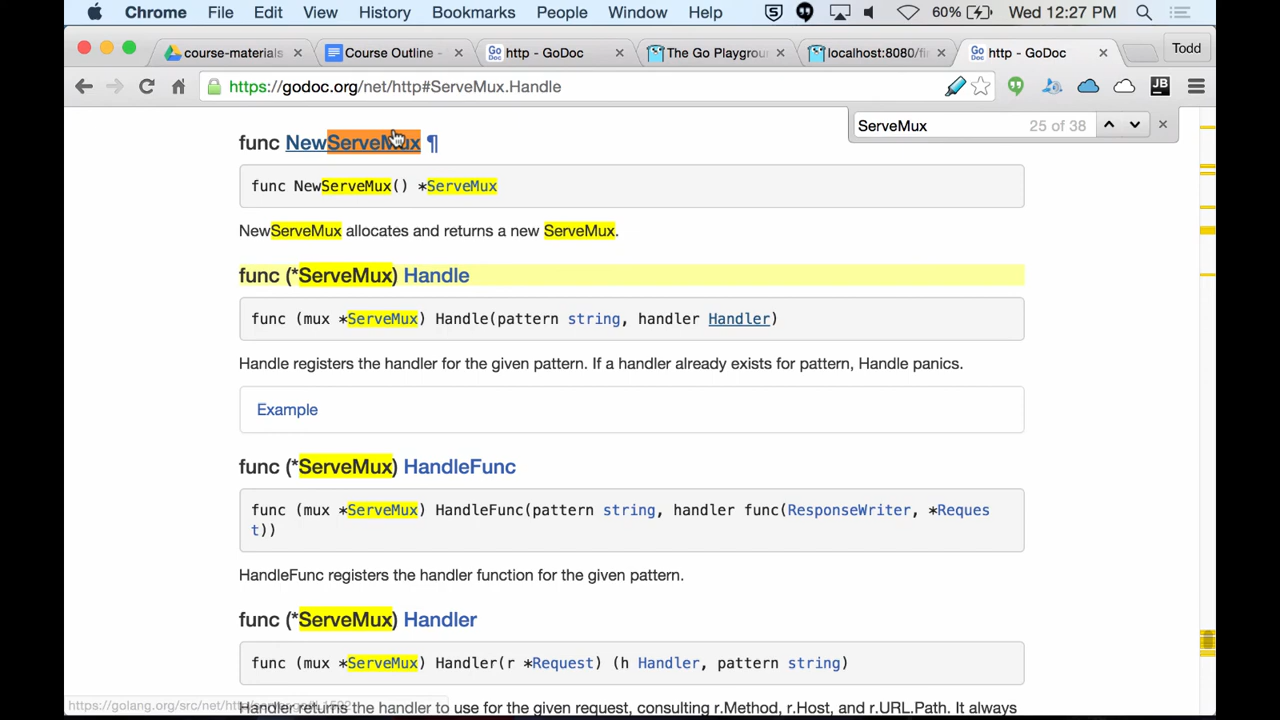 Chrome File Edit View History Bookmarks People Window Help 60% Wed 12:27 PM
course-materials Course Outline - http - GoDoc The Go Playgrou localhost:8080/fi http - GoDoc Todd
https://godoc.org/net/http#ServeMux.Handle
ServeMux 25 of 38
func NewServeMux ¶
func NewServeMux() *ServeMux
NewServeMux allocates and returns a new ServeMux.
func (*ServeMux) Handle
func (mux *ServeMux) Handle(pattern string, handler Handler)
Handle registers the handler for the given pattern. If a handler already exists for pattern, Handle panics.
Example
func (*ServeMux) HandleFunc
func (mux *ServeMux) HandleFunc(pattern string, handler func(ResponseWriter, *Reques
t))
HandleFunc registers the handler function for the given pattern.
func (*ServeMux) Handler
func (mux *ServeMux) Handler(r *Request) (h Handler, pattern string)
Handler returns the handler to use for the given request, consulting r.Method, r.Host, and r.URL.Path. It always